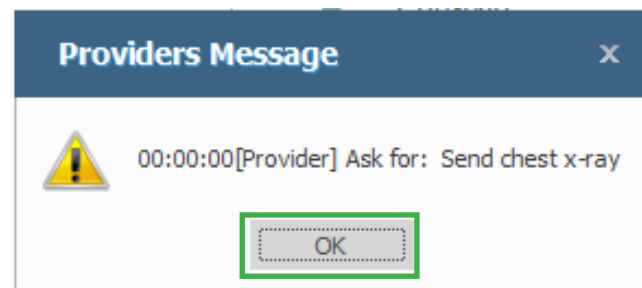 Providers Message
x
00:00:00[Provider] Ask for: Send chest x-ray
OK